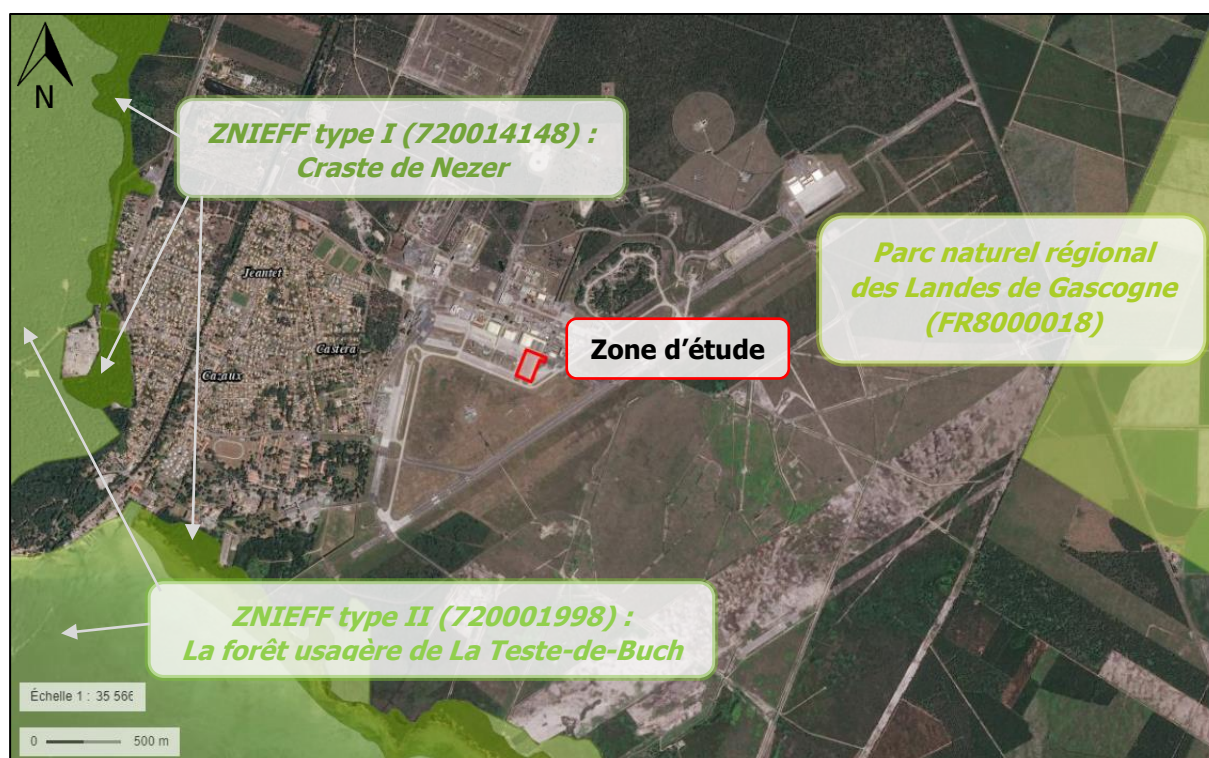 N
ZNIEFF type I (720014148) :
Craste de Nezer
Jeantet
Parc naturel régional
des Landes de Gascogne
(FR8000018)
Zone d’étude
Castera
Cazaux
ZNIEFF type II (720001998) :
La forêt usagère de La Teste-de-Buch
Échelle 1 : 35 566
0 500 m